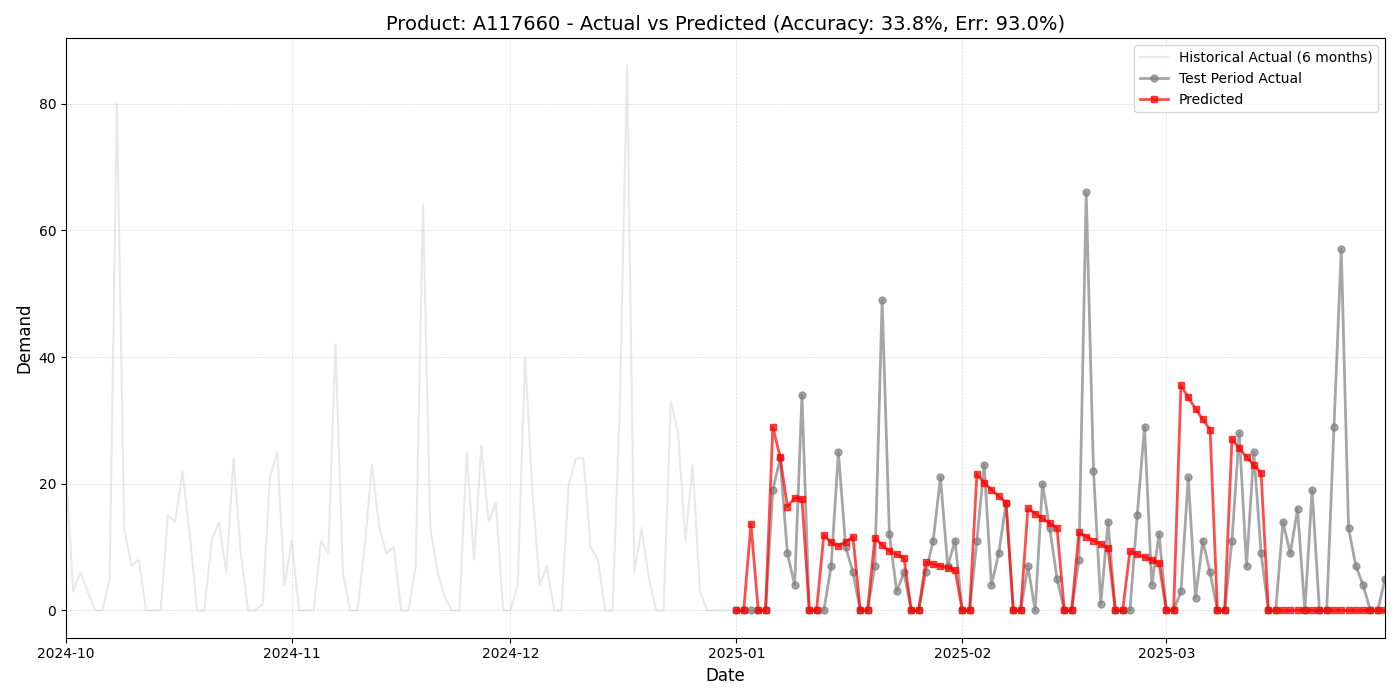 Product: A117660 - Actual vs Predicted (Accuracy: 33.8%, Err: 93.0%)
Historical Actual (6 months)
Test Period Actual
Predicted
80
60
40
20
0
Demand
2024-10
2024-11
2024-12
2025-01
2025-02
2025-03
Date